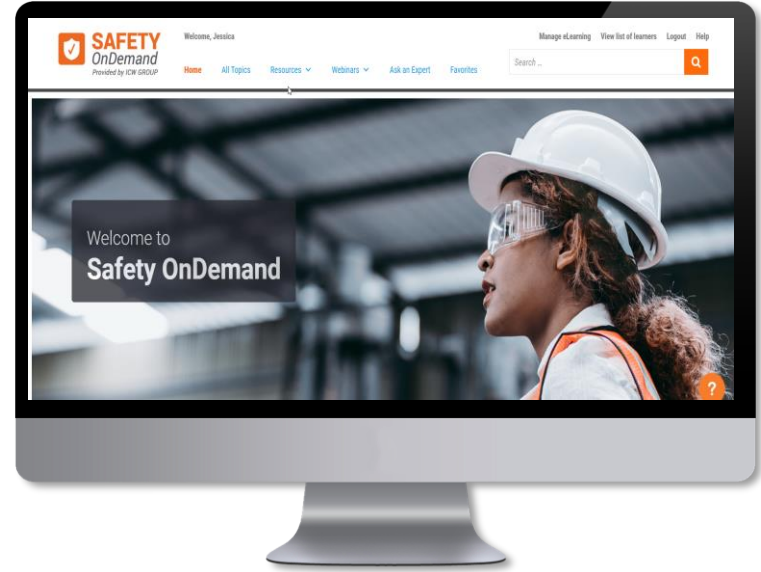 SAFETY
OnDemand
Provided by ICW GROUP
Welcome, Jessica
Manage eLearning View list of learners Logout Help
Home All Topics Resources Webinars Ask an Expert Favorites
Search ...
Welcome to
Safety OnDemand
?